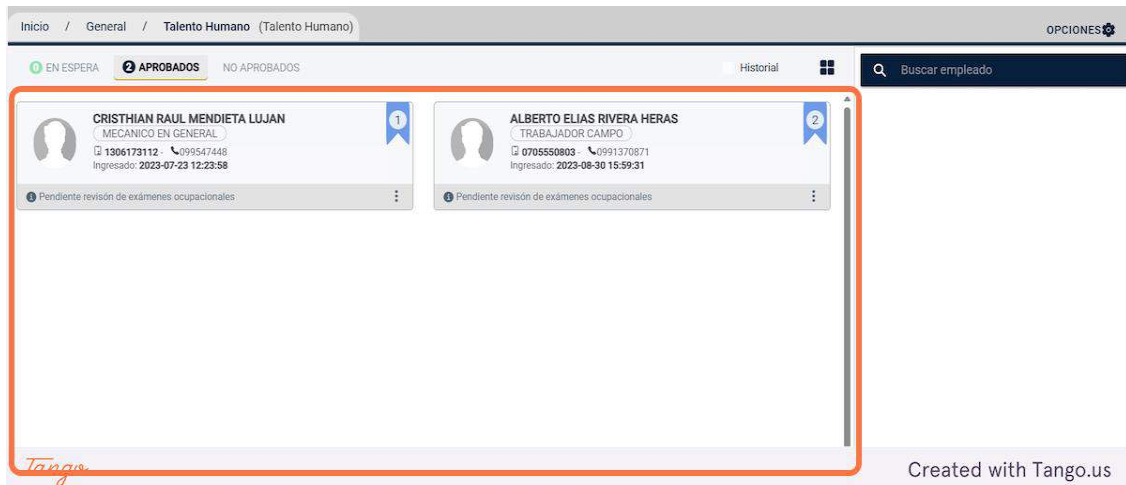 Inicio / General / Talento Humano (Talento Humano)
OPCIONES
0 EN ESPERA 2 APROBADOS NO APROBADOS Historial
Buscar empleado
CRISTHIAN RAUL MENDIETA LUJAN 1
MECANICO EN GENERAL
1306173112 - 099547448
Ingresado: 2023-07-23 12:23:58
Pendiente revisón de exámenes ocupacionales
ALBERTO ELIAS RIVERA HERAS 2
TRABAJADOR CAMPO
0705550803 - 0991370871
Ingresado: 2023-08-30 15:59:31
Pendiente revisón de exámenes ocupacionales
Tango
Created with Tango.us